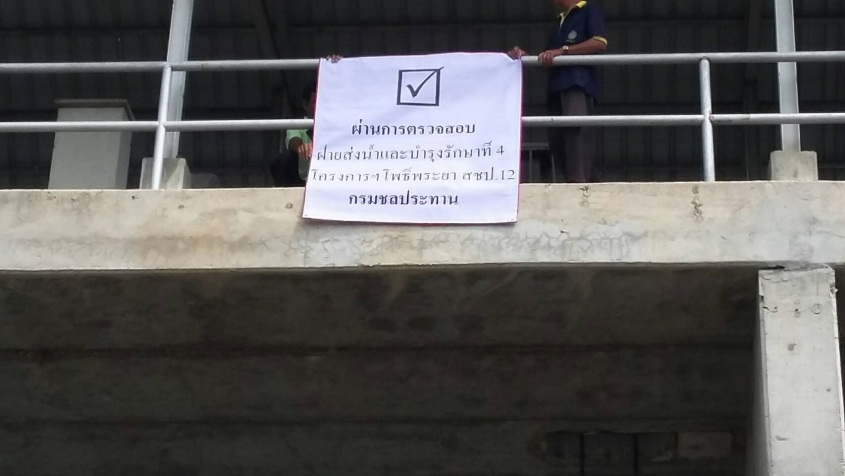 ผ่านการตรวจสอบ
ฝ่ายส่งน้ำและบำรุงรักษาที่ 4
โครงการฯโพธิ์พระยา สชป.12
กรมชลประทาน